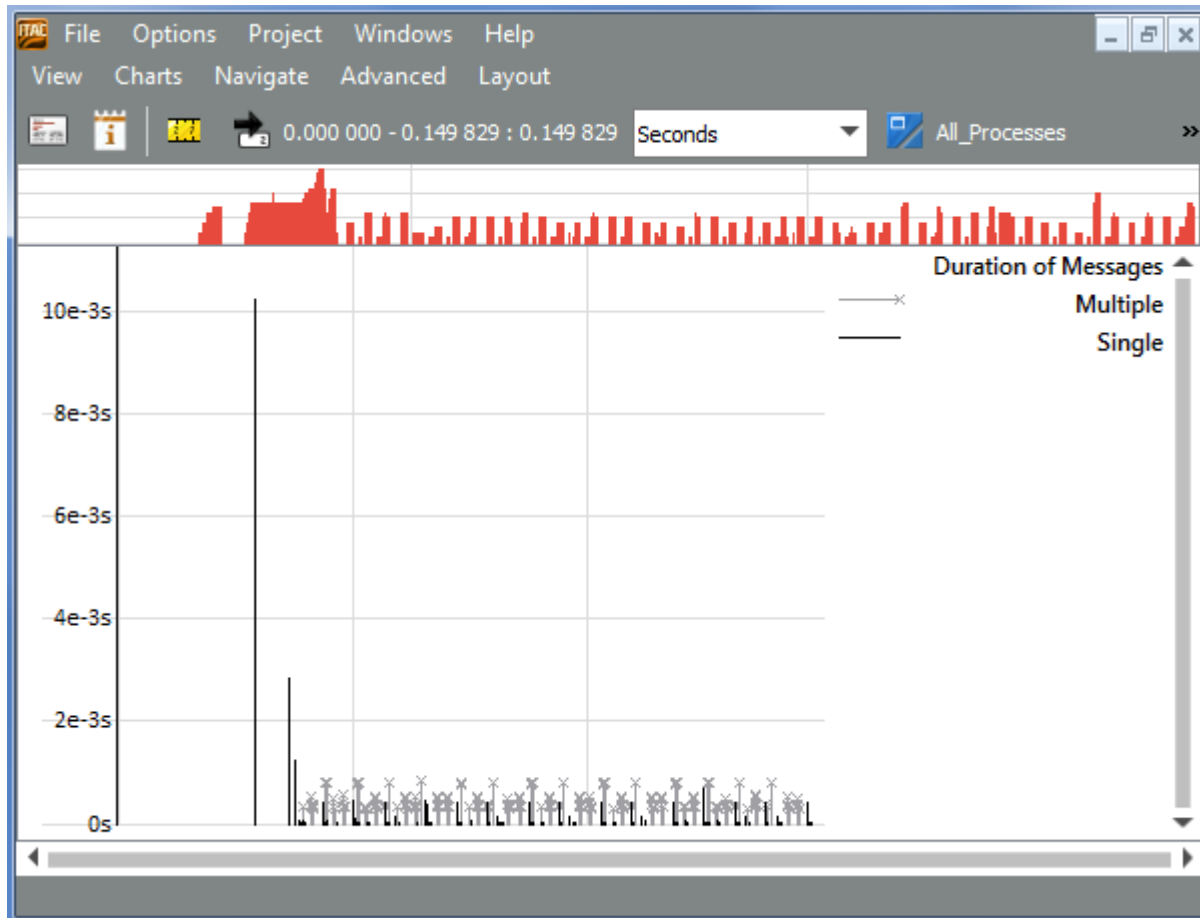 ITAC File Options Project Windows Help
View Charts Navigate Advanced Layout
0.000 000 - 0.149 829 : 0.149 829 Seconds All_Processes »
Duration of Messages
Multiple
Single
10e-3s
8e-3s
6e-3s
4e-3s
2e-3s
0s